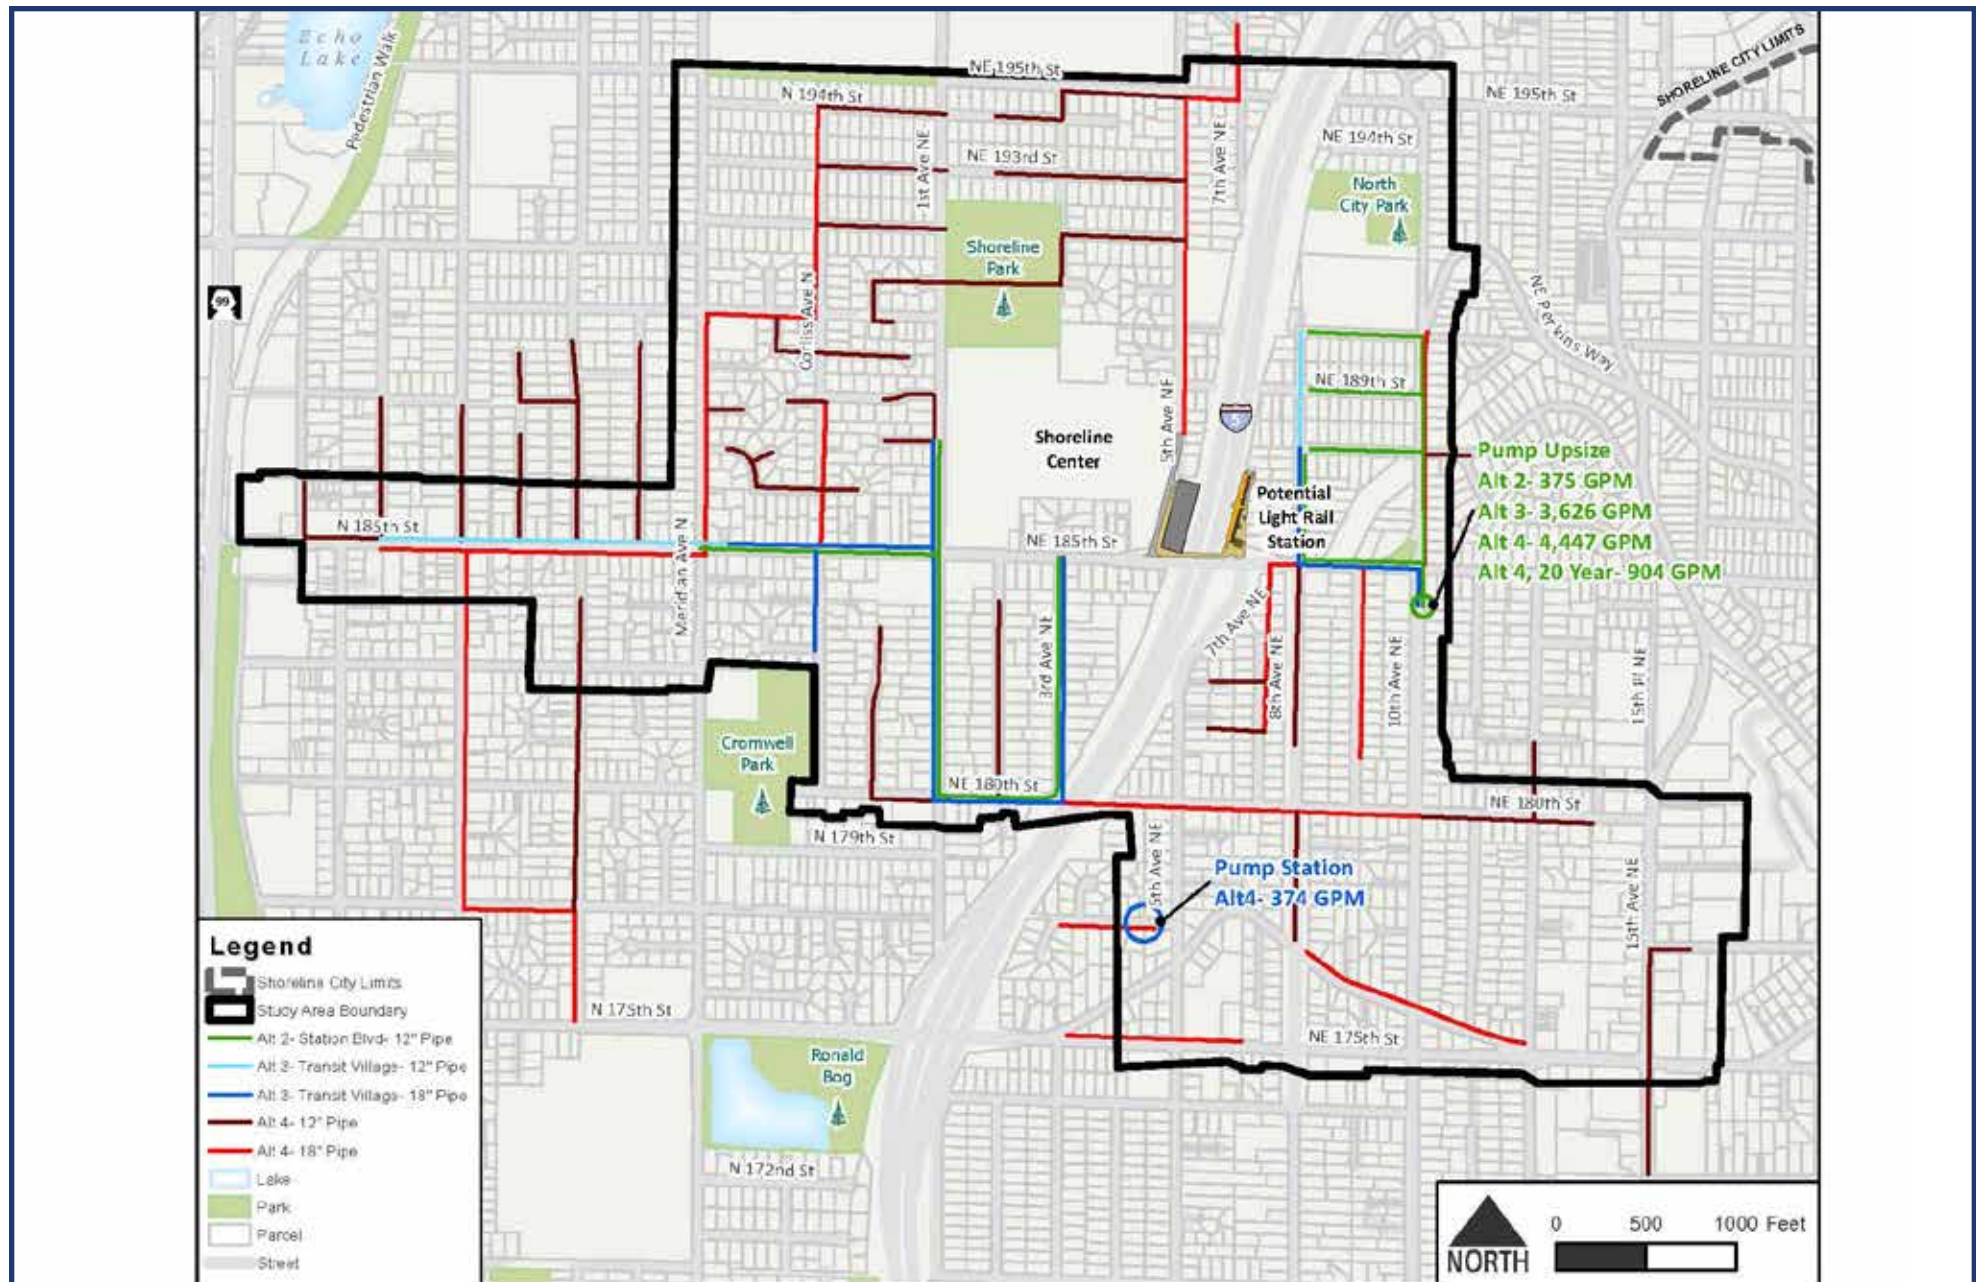 Echo
Lake
Pedestrian Walk
SHORELINE CITY LIMITS
NE 195th St
NE 195th St
N 194th St
NE 194th St
1st Ave NE
NE 193rd St
7th Ave NE
North
City Park
Shoreline
Park
99
Corliss Ave N
NE Perkins Way
NE 189th St
5th Ave NE
5
Shoreline
Center
Pump Upsize
Alt 2- 375 GPM
Alt 3- 3,626 GPM
Alt 4- 4,447 GPM
Alt 4, 20 Year- 904 GPM
Potential
Light Rail
Station
N 185th St
NE 185th St
Meridian Ave N
7th Ave NE
3rd Ave NE
8th Ave NE
10th Ave NE
15th Pl NE
Cromwell
Park
NE 180th St
NE 180th St
N 179th St
5th Ave NE
Pump Station
Alt4- 374 GPM
15th Ave NE
N 175th St
NE 175th St
Ronald
Bog
N 172nd St
Legend
Shoreline City Limits
Study Area Boundary
Alt 2- Station Blvd- 12" Pipe
Alt 3- Transit Village- 12" Pipe
Alt 3- Transit Village- 18" Pipe
Alt 4- 12" Pipe
Alt 4- 18" Pipe
Lake
Park
Parcel
Street
NORTH
0 500 1000 Feet